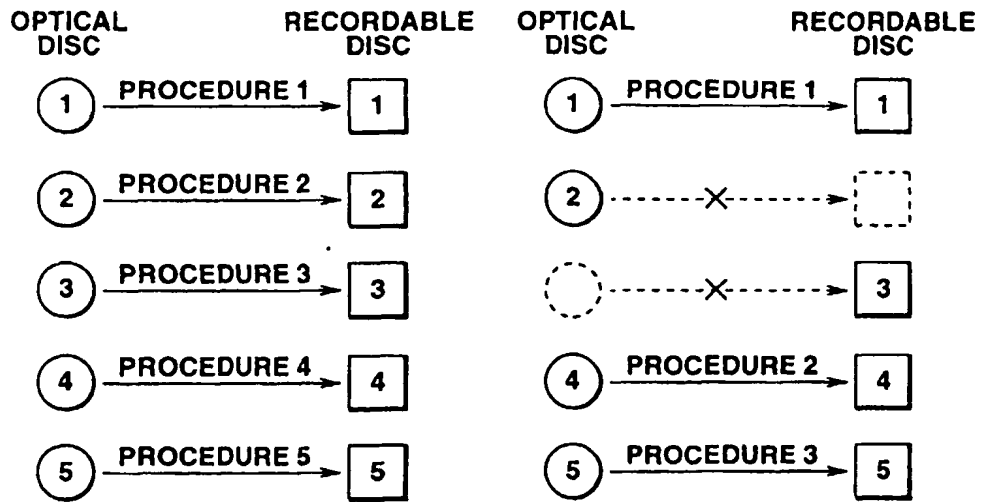 OPTICAL DISC
RECORDABLE DISC
1 PROCEDURE 1 1
2 PROCEDURE 2 2
3 PROCEDURE 3 3
4 PROCEDURE 4 4
5 PROCEDURE 5 5
OPTICAL DISC
RECORDABLE DISC
1 PROCEDURE 1 1
2
3
4 PROCEDURE 2 4
5 PROCEDURE 3 5